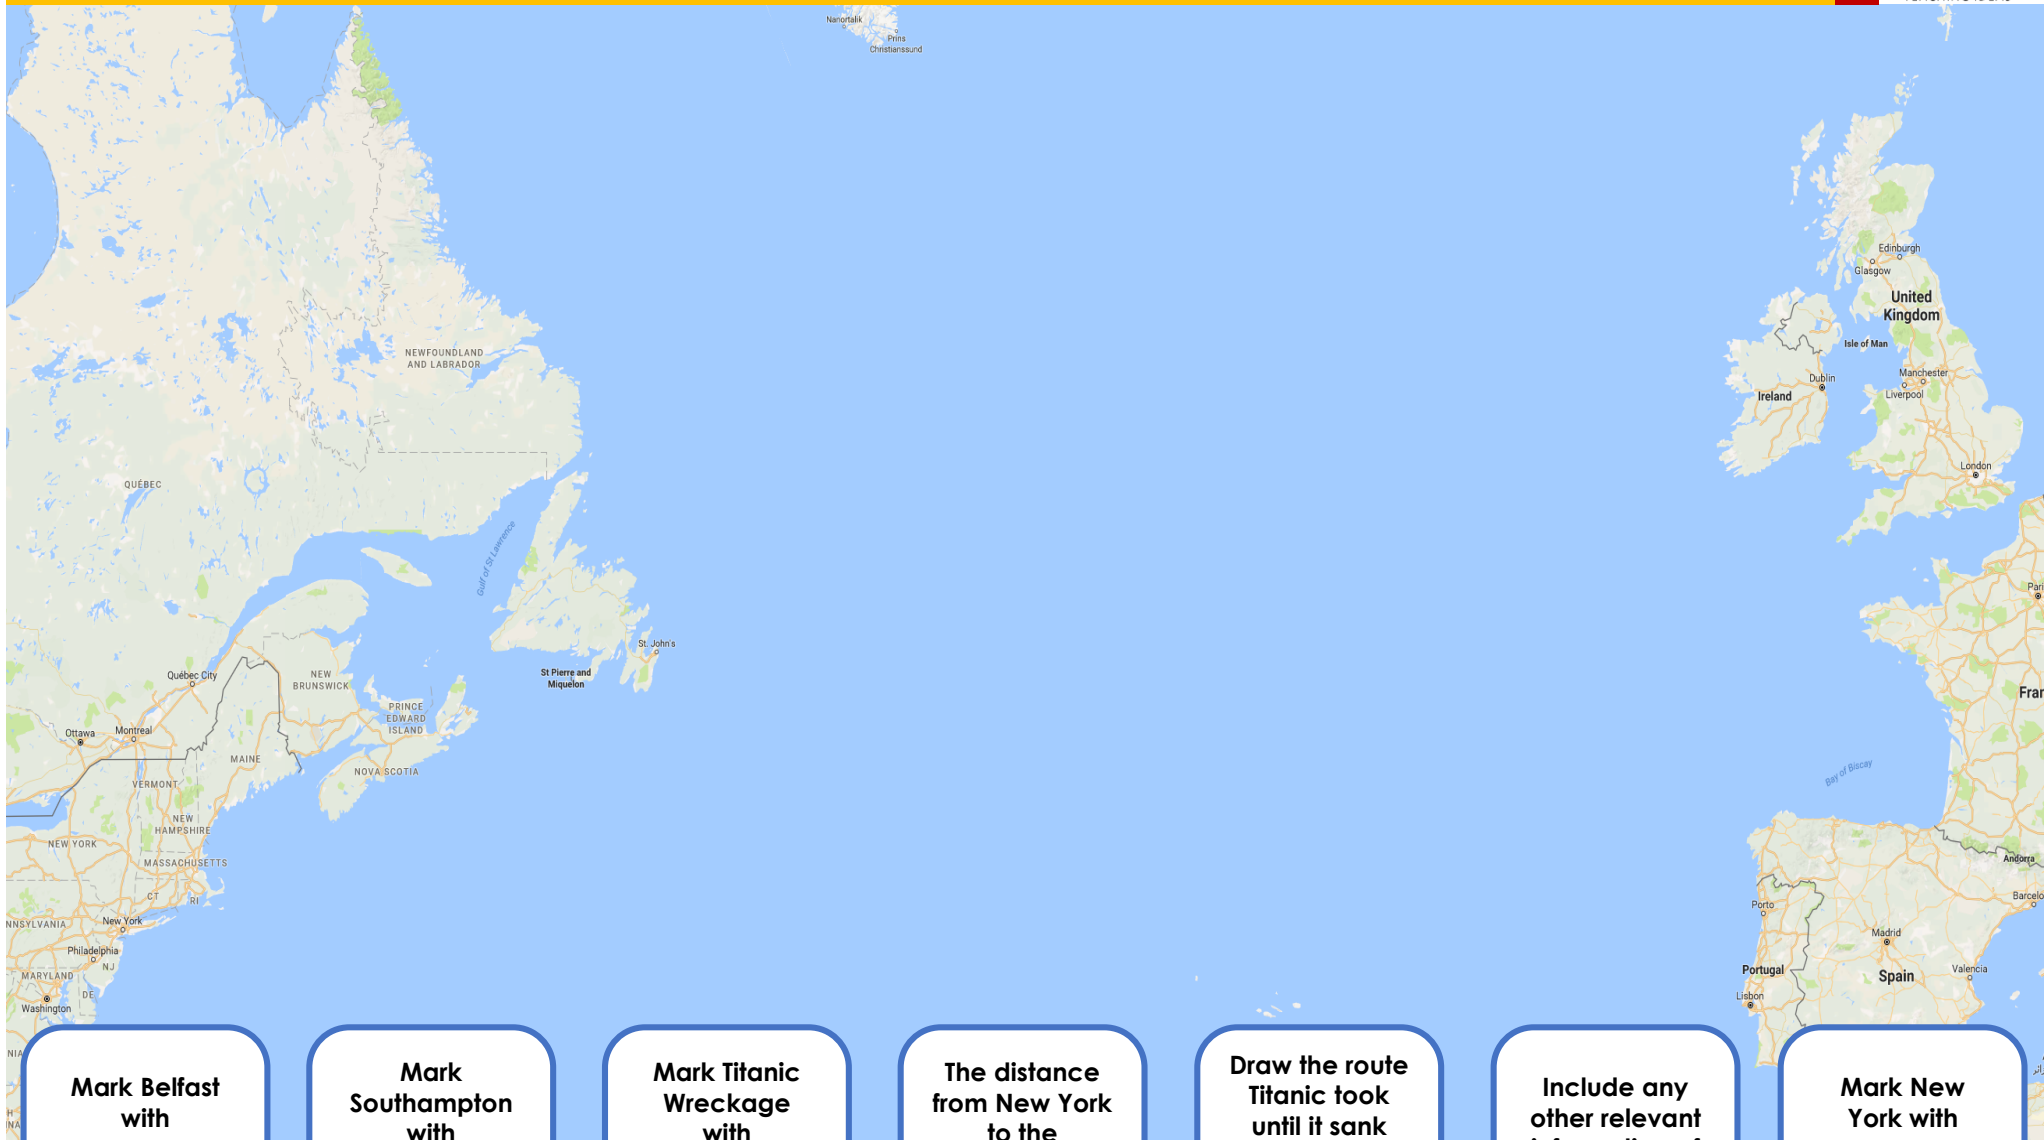 Nanortalik
Prins
Christianssund
Edinburgh
Glasgow
United
Kingdom
Isle of Man
NEWFOUNDLAND
AND LABRADOR
Manchester
Dublin
Liverpool
Ireland
London
QUÉBEC
Gulf of St Lawrence
Pari
St. John's
St Pierre and
Miquelon
Québec City
NEW
BRUNSWICK
Fran
PRINCE
EDWARD
ISLAND
Ottawa
Montreal
MAINE
NOVA SCOTIA
Bay of Biscay
VERMONT
NEW
HAMPSHIRE
NEW YORK
MASSACHUSETTS
Andorra
CT
RI
Barcelo
Porto
New York
NNSYLVANIA
Madrid
Philadelphia
NJ
MARYLAND
Portugal
Spain
Valencia
DE
Lisbon
Washington
NIA
Mark Belfast
with
Mark
Southampton
with
Mark Titanic
Wreckage
with
The distance
from New York
to the
Draw the route
Titanic took
until it sank
Include any
other relevant
Mark New
York with